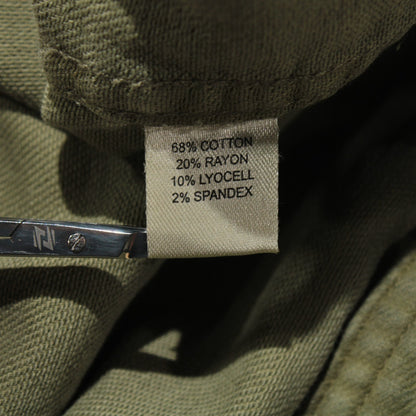 68% COTTON
20% RAYON
10% LYOCELL
2% SPANDEX